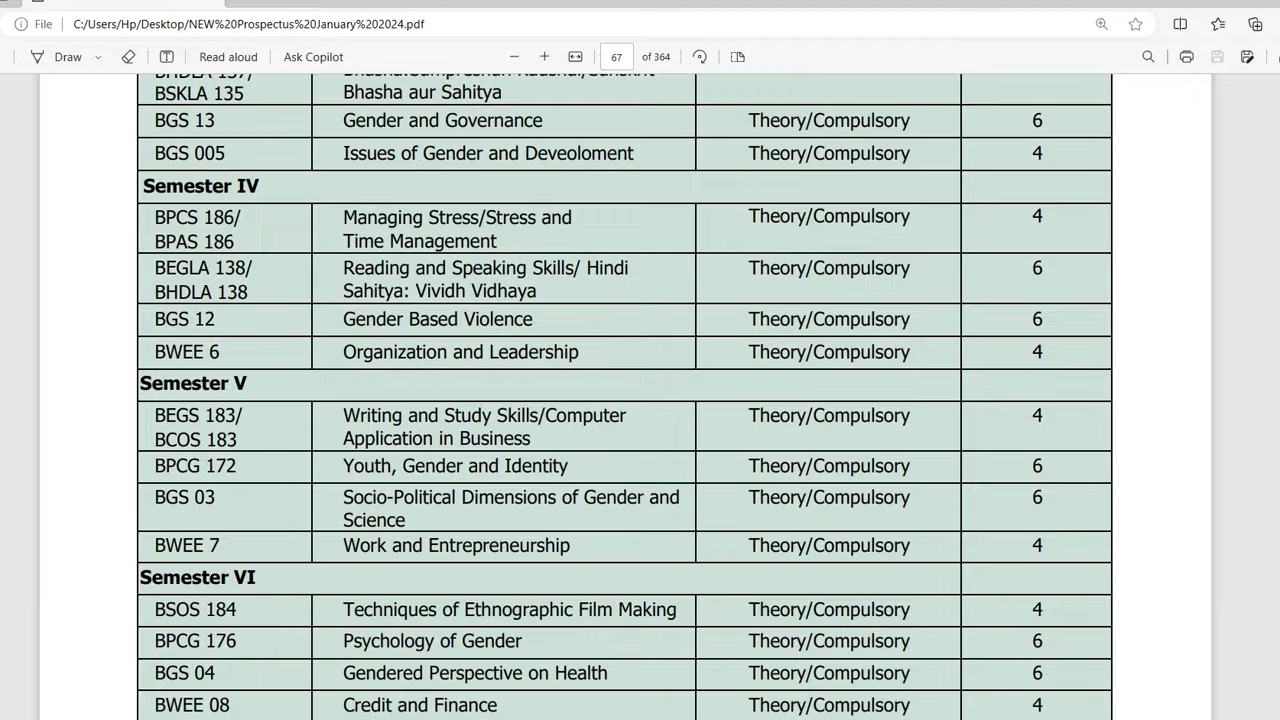 File C:/Users/Hp/Desktop/NEW%20Prospectus%20January%202024.pdf
Draw Read aloud Ask Copilot 67 of 364
BSKLA 135 Bhasha aur Sahitya
BGS 13 Gender and Governance Theory/Compulsory 6
BGS 005 Issues of Gender and Deveoloment Theory/Compulsory 4
Semester IV
BPCS 186/ Managing Stress/Stress and Theory/Compulsory 4
BPAS 186 Time Management
BEGLA 138/ Reading and Speaking Skills/ Hindi Theory/Compulsory 6
BHDLA 138 Sahitya: Vividh Vidhaya
BGS 12 Gender Based Violence Theory/Compulsory 6
BWEE 6 Organization and Leadership Theory/Compulsory 4
Semester V
BEGS 183/ Writing and Study Skills/Computer Theory/Compulsory 4
BCOS 183 Application in Business
BPCG 172 Youth, Gender and Identity Theory/Compulsory 6
BGS 03 Socio-Political Dimensions of Gender and Theory/Compulsory 6
Science
BWEE 7 Work and Entrepreneurship Theory/Compulsory 4
Semester VI
BSOS 184 Techniques of Ethnographic Film Making Theory/Compulsory 4
BPCG 176 Psychology of Gender Theory/Compulsory 6
BGS 04 Gendered Perspective on Health Theory/Compulsory 6
BWEE 08 Credit and Finance Theory/Compulsory 4